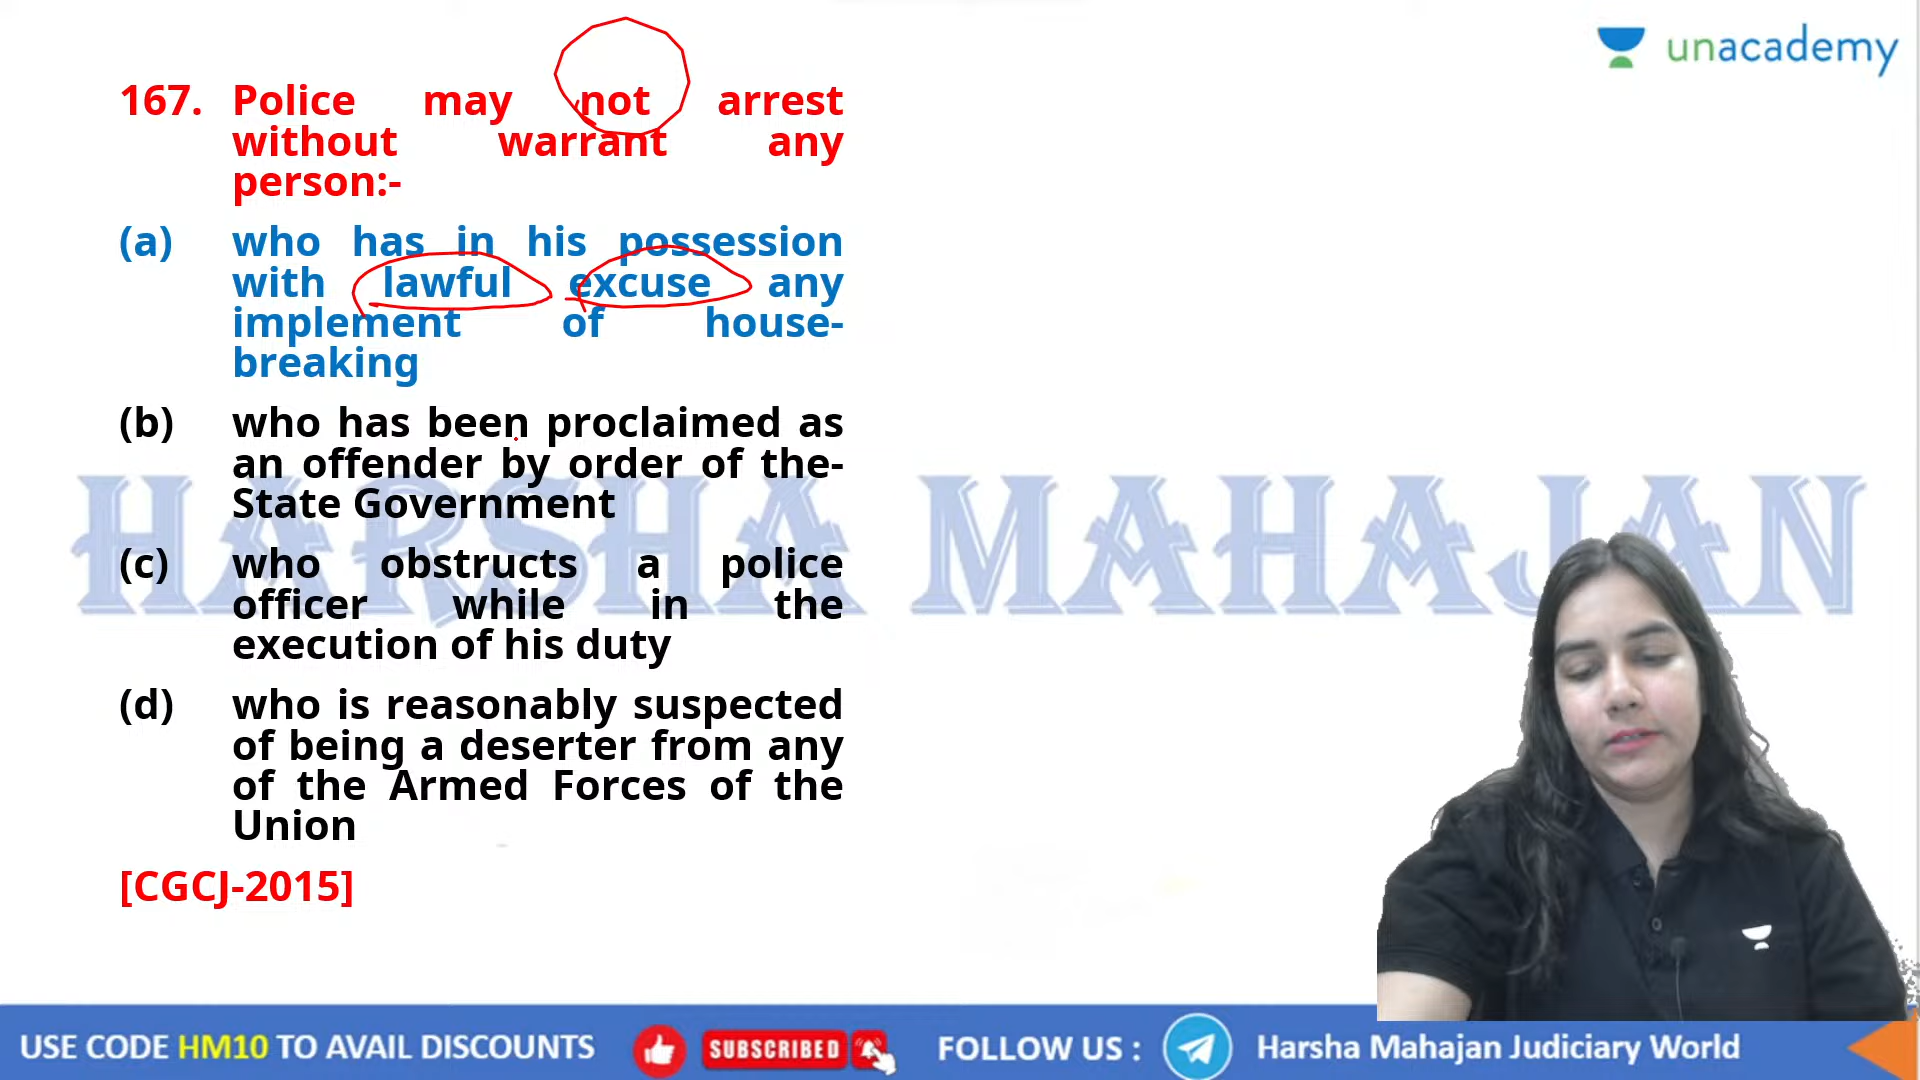 unacademy
167. Police may not arrest
without warrant any
person:-
(a) who has in his possession
with lawful excuse any
implement of house-
breaking
(b) who has been proclaimed as
an offender by order of the-
State Government
(c) who obstructs a police
officer while in the
execution of his duty
(d) who is reasonably suspected
of being a deserter from any
of the Armed Forces of the
Union
[CGCJ-2015]
HARSHA MAHAJAN
USE CODE HM10 TO AVAIL DISCOUNTS SUBSCRIBED FOLLOW US : Harsha Mahajan Judiciary World